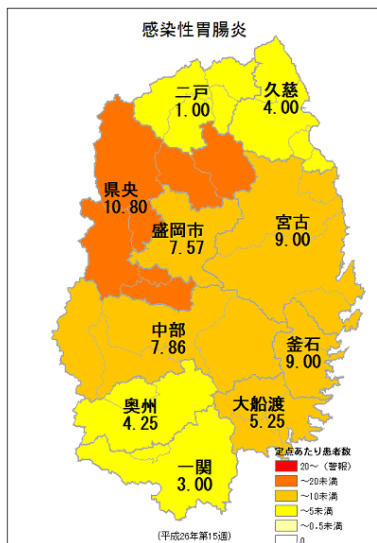 感染性胃腸炎
二戸
1.00
久慈
4.00
県央
10.80
盛岡市
7.57
宮古
9.00
中部
7.86
釜石
9.00
奥州
4.25
大船渡
5.25
一関
3.00
定点あたり患者数
20～（警報）
～20未満
～10未満
～5未満
～0.5未満
0
(平成26年第15週)